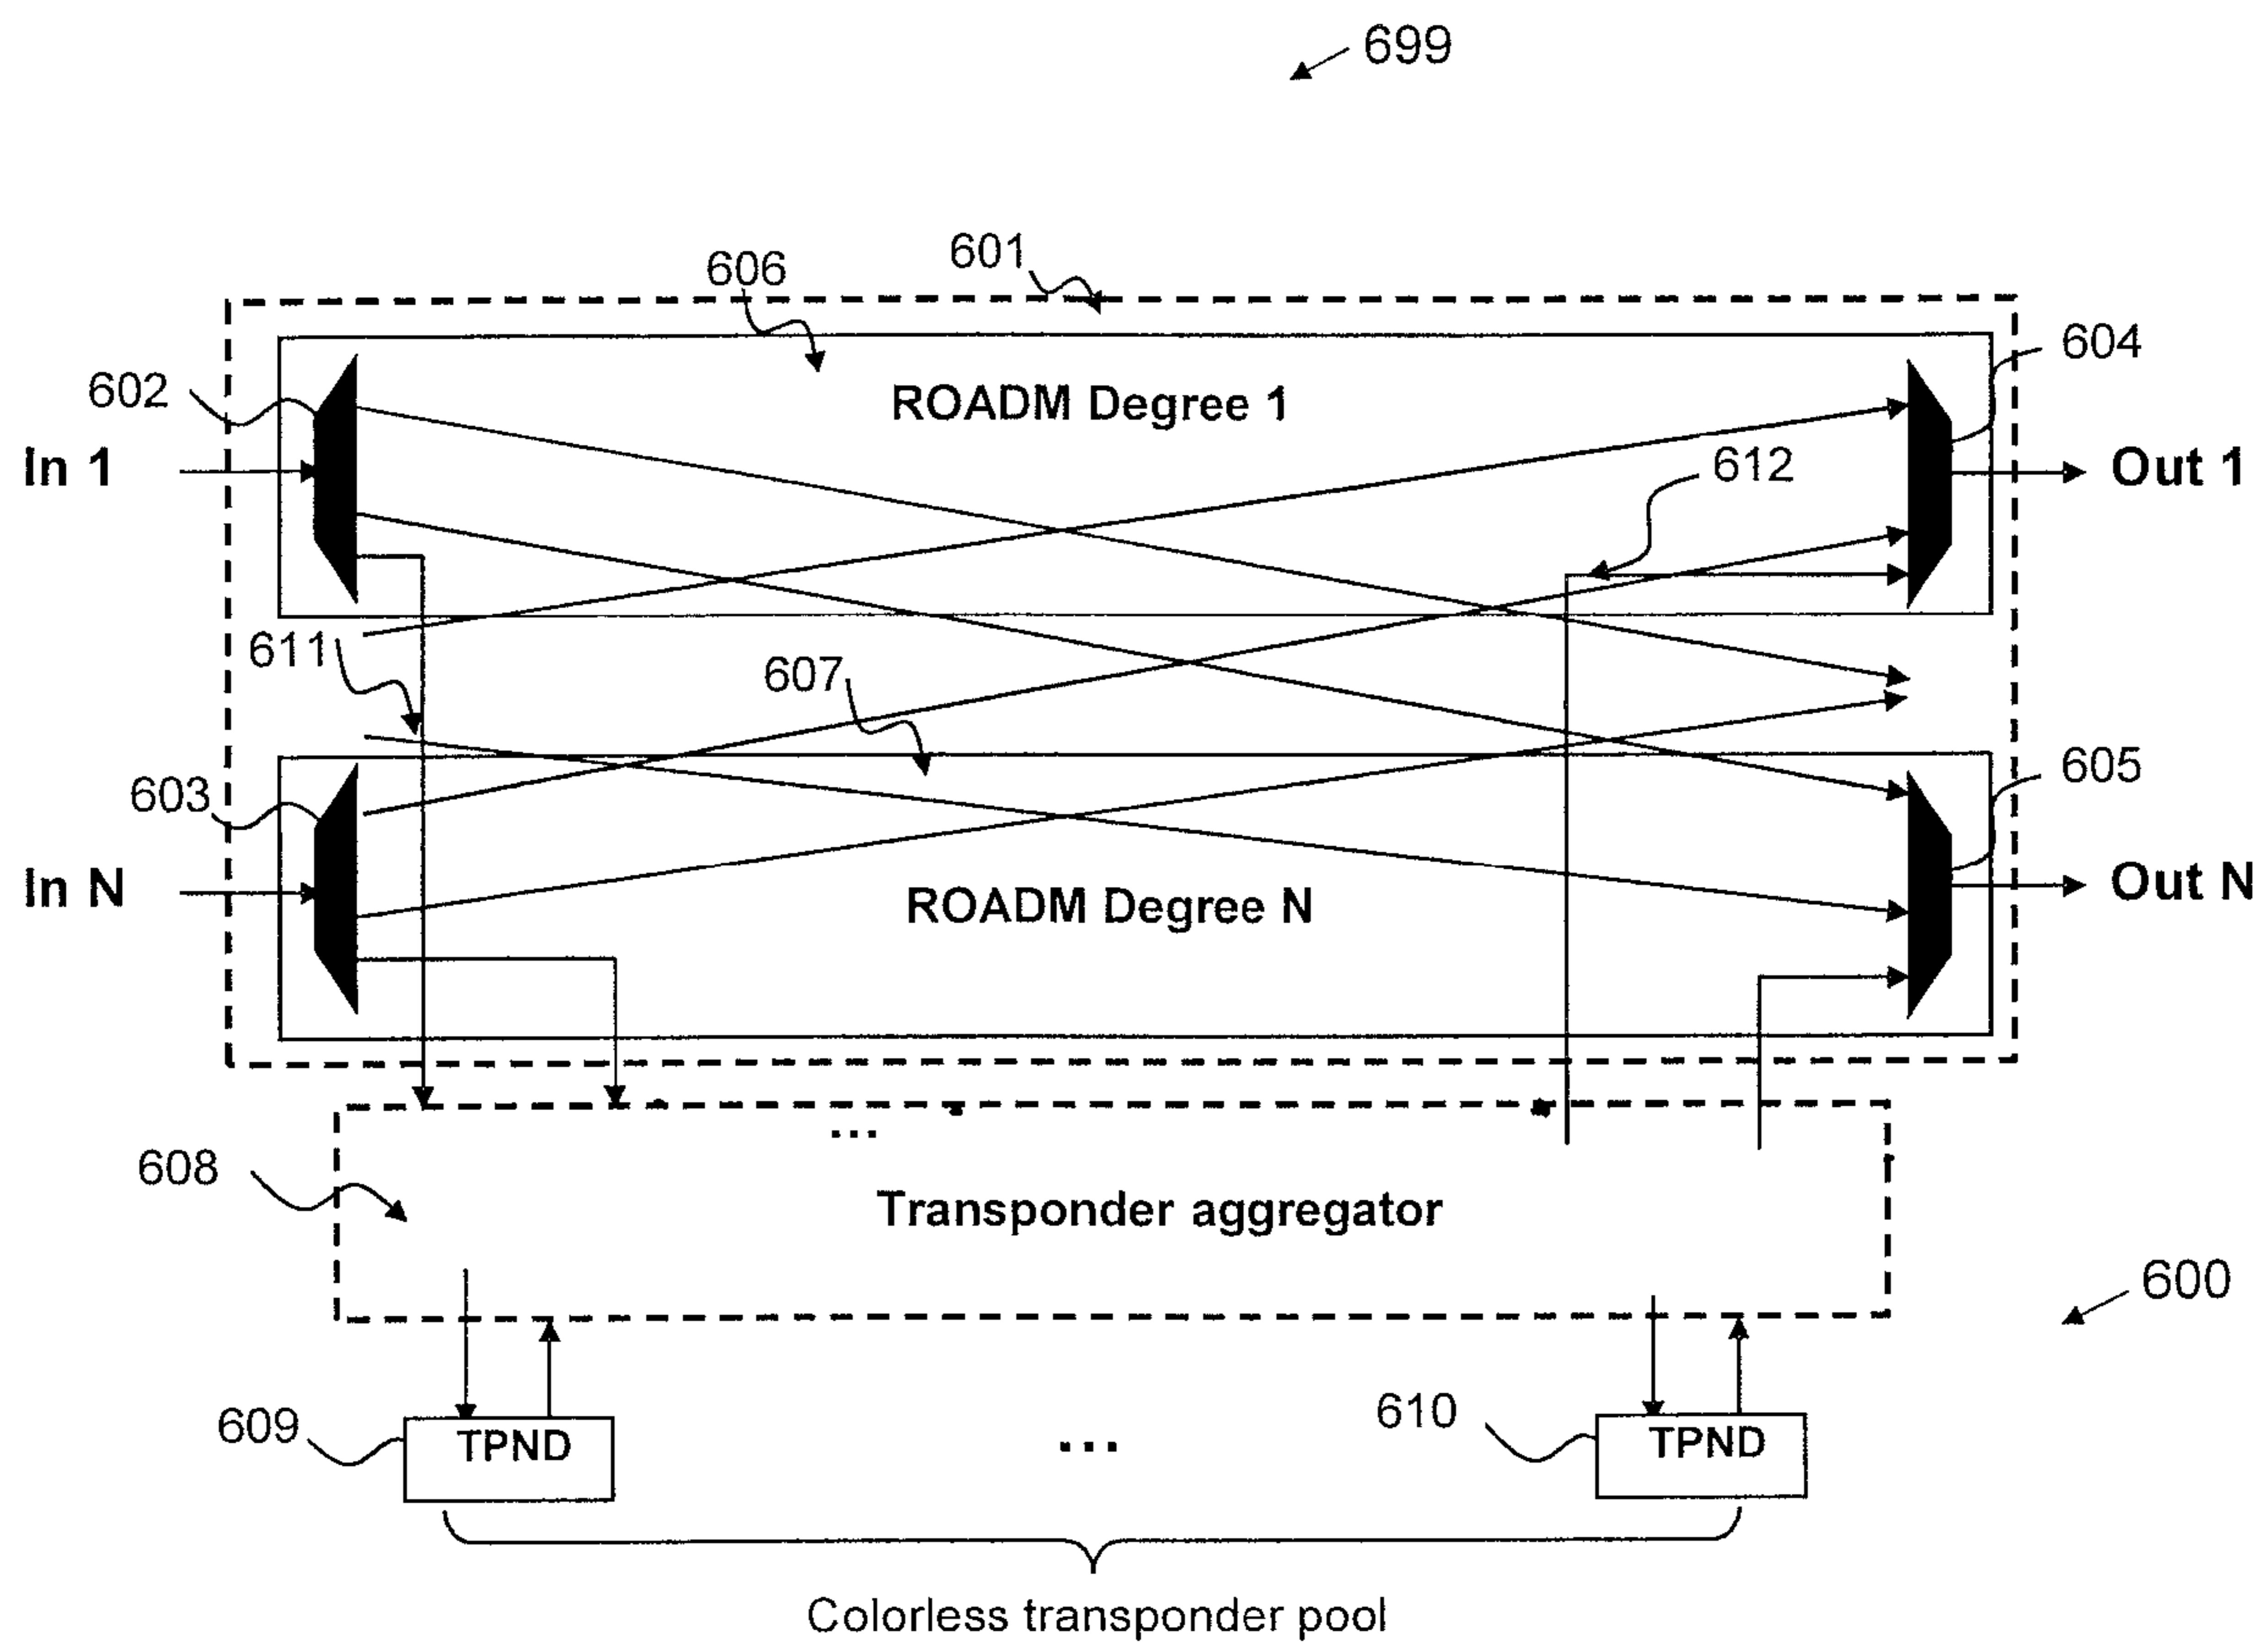 699
601
606
604
602
ROADM Degree 1
In 1
612
Out 1
611
607
603
605
In N
ROADM Degree N
Out N
...
608
Transponder aggregator
600
609
TPND
...
610
TPND
Colorless transponder pool